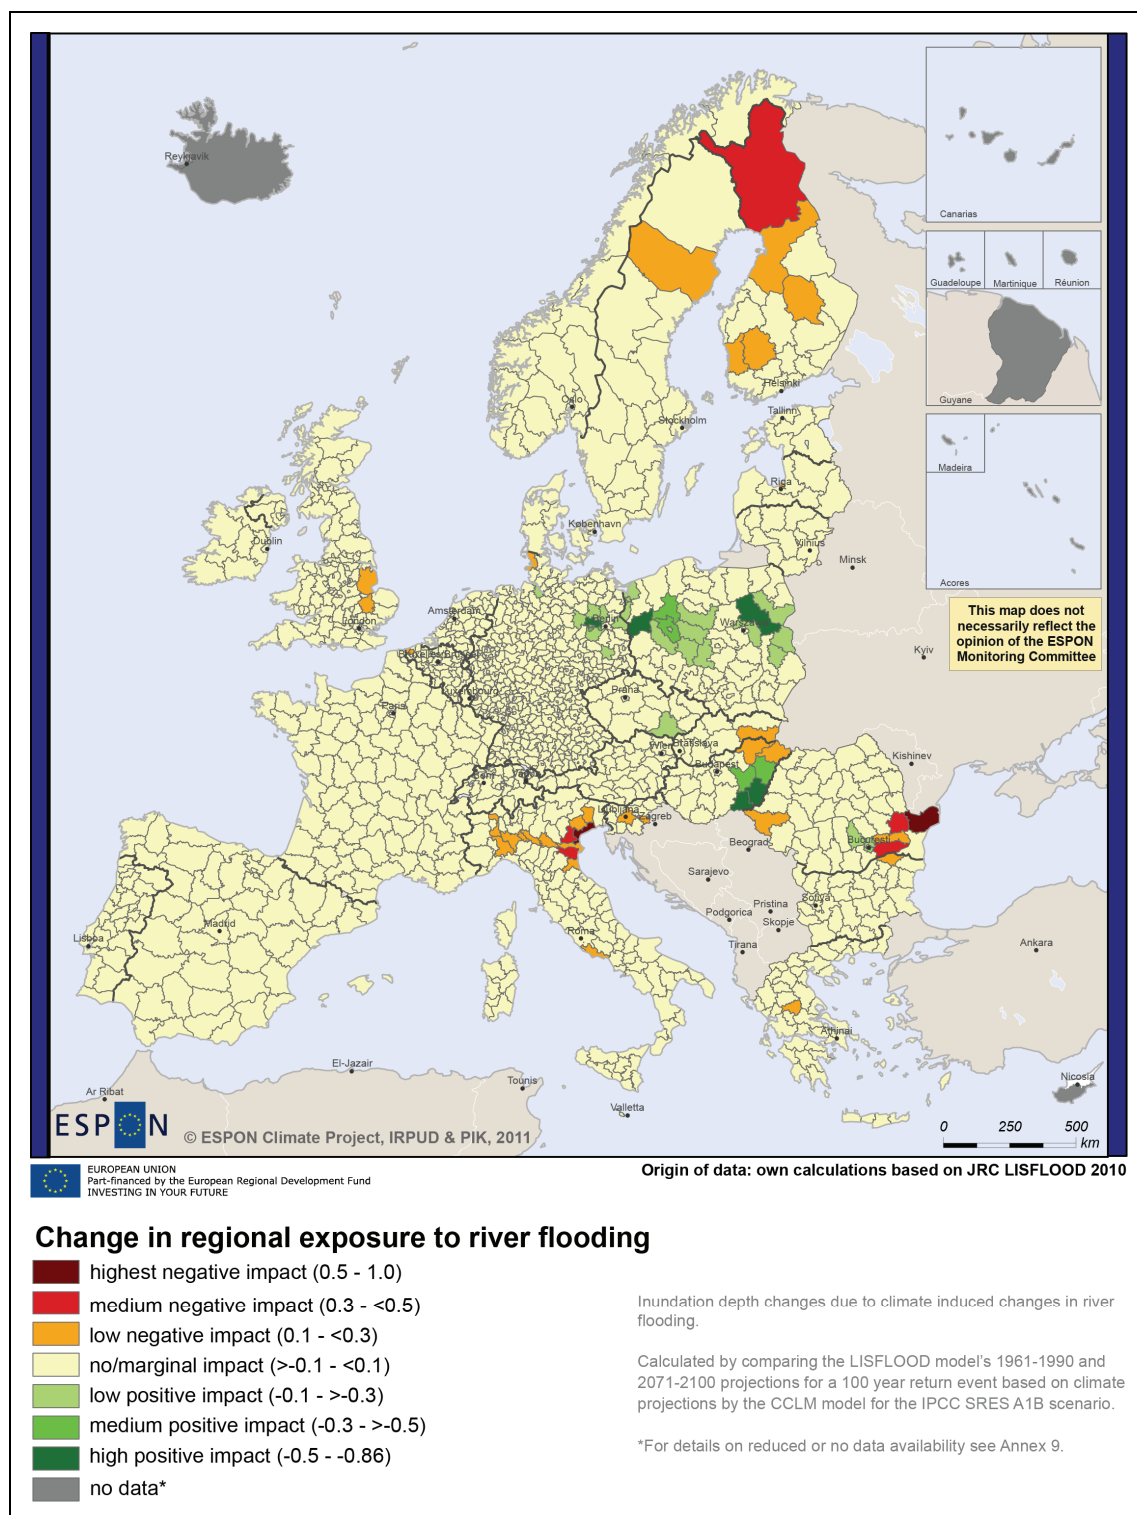 Reykjavik
Canarias
Guadeloupe
Martinique
Réunion
Guyane
Madeira
Acores
Helsinki
Oslo
Tallinn
Stockholm
Riga
København
Vilnius
Minsk
Dublin
Amsterdam
Berlin
London
Kyiv
This map does not
necessarily reflect the
opinion of the ESPON
Monitoring Committee
Luxembourg
Praha
Paris
Wien
Bratislava
Budapest
Kishinev
Bern
Ljubljana
Zagreb
Beograd
Bucuresti
Sarajevo
Pristina
Sofiya
Podgorica
Skopje
Madrid
Lisboa
Roma
Tirana
Ankara
Athinai
El-Jazair
Tounis
Nicosia
Ar Ribat
Valletta
ESPON
© ESPON Climate Project, IRPUD & PIK, 2011
0 250 500
km
EUROPEAN UNION
Part-financed by the European Regional Development Fund
INVESTING IN YOUR FUTURE
Origin of data: own calculations based on JRC LISFLOOD 2010
Change in regional exposure to river flooding
highest negative impact (0.5 - 1.0)
medium negative impact (0.3 - <0.5)
low negative impact (0.1 - <0.3)
no/marginal impact (>-0.1 - <0.1)
low positive impact (-0.1 - >-0.3)
medium positive impact (-0.3 - >-0.5)
high positive impact (-0.5 - -0.86)
no data*
Inundation depth changes due to climate induced changes in river
flooding.
Calculated by comparing the LISFLOOD model's 1961-1990 and
2071-2100 projections for a 100 year return event based on climate
projections by the CCLM model for the IPCC SRES A1B scenario.
*For details on reduced or no data availability see Annex 9.